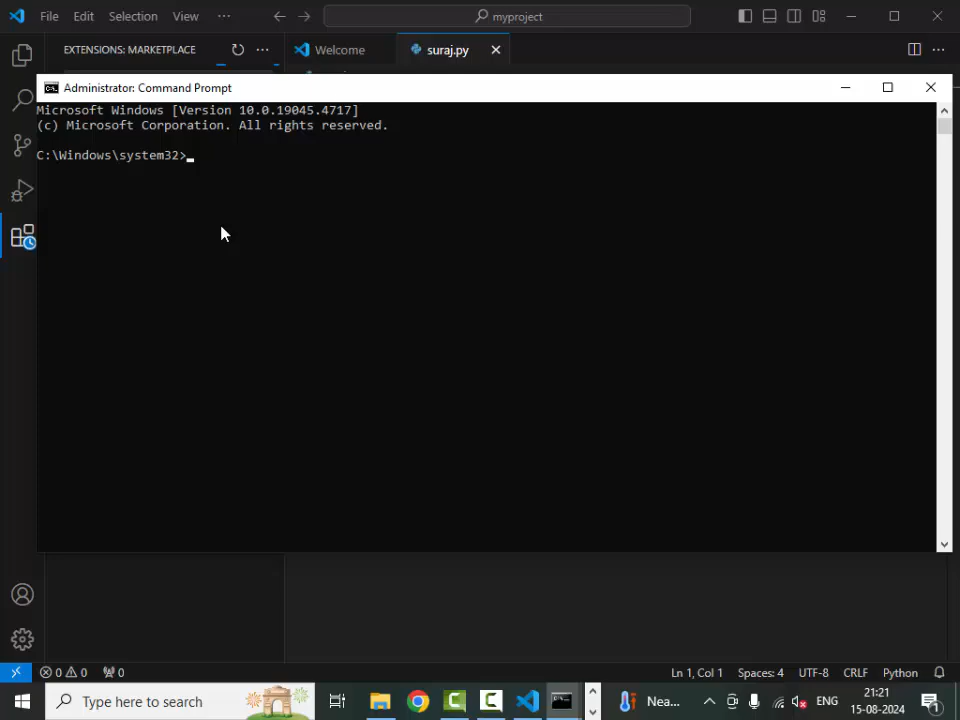 File Edit Selection View ··· myproject
EXTENSIONS: MARKETPLACE ··· Welcome suraj.py ···
Administrator: Command Prompt
Microsoft Windows [Version 10.0.19045.4717]
(c) Microsoft Corporation. All rights reserved.
C:\Windows\system32>
0 0 0 Ln 1, Col 1 Spaces: 4 UTF-8 CRLF Python
Type here to search Nea... ENG 21:21
15-08-2024 1